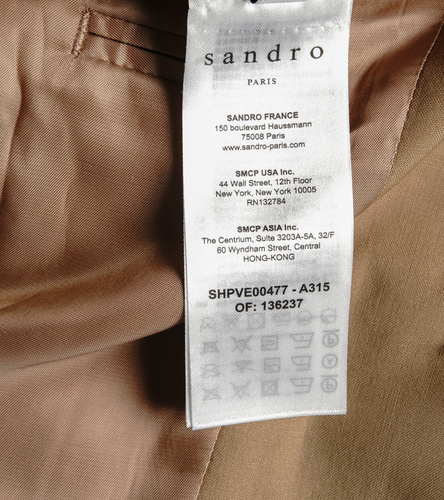 sandro
PARIS
SANDRO FRANCE
150 boulevard Haussmann
75008 Paris
www.sandro-paris.com
SMCP USA Inc.
44 Wall Street, 12th Floor
New York, New York 10005
RN132784
SMCP ASIA Inc.
The Centrium, Suite 3203A-5A, 32/F
60 Wyndham Street, Central
HONG-KONG
SHPVE00477 - A315
OF: 136237